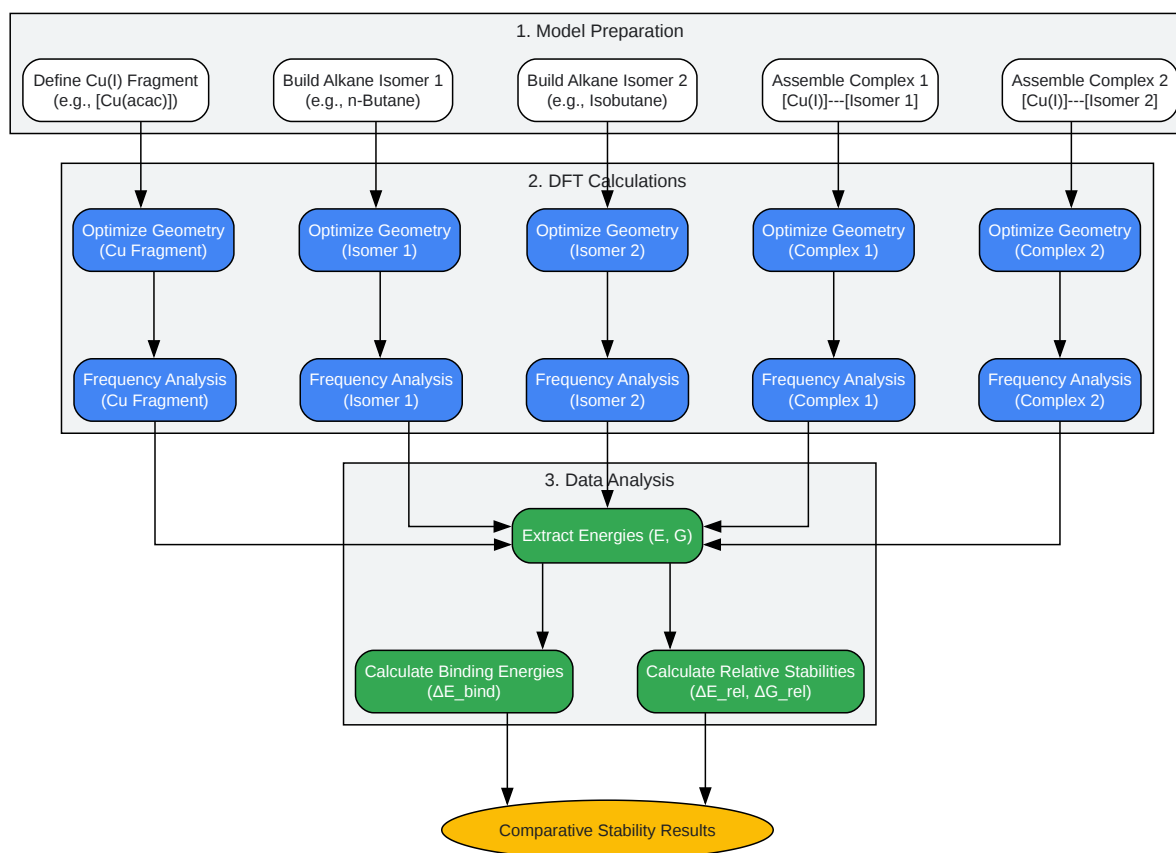 1. Model Preparation
Define Cu(I) Fragment
(e.g., [Cu(acac)])
Build Alkane Isomer 1
(e.g., n-Butane)
Build Alkane Isomer 2
(e.g., Isobutane)
Assemble Complex 1
[Cu(I)]---[Isomer 1]
Assemble Complex 2
[Cu(I)]---[Isomer 2]
2. DFT Calculations
Optimize Geometry
(Cu Fragment)
Optimize Geometry
(Isomer 1)
Optimize Geometry
(Isomer 2)
Optimize Geometry
(Complex 1)
Optimize Geometry
(Complex 2)
Frequency Analysis
(Cu Fragment)
Frequency Analysis
(Isomer 1)
Frequency Analysis
(Isomer 2)
Frequency Analysis
(Complex 1)
Frequency Analysis
(Complex 2)
3. Data Analysis
Extract Energies (E, G)
Calculate Binding Energies
(ΔE_bind)
Calculate Relative Stabilities
(ΔE_rel, ΔG_rel)
Comparative Stability Results